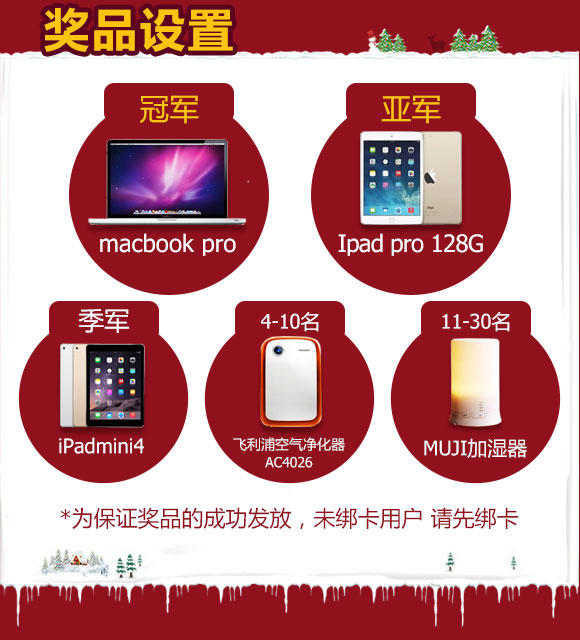 奖品设置
冠军
亚军
macbook pro
Ipad pro 128G
季军
4-10名
11-30名
iPadmini4
飞利浦空气净化器
AC4026
MUJI加湿器
*为保证奖品的成功发放，未绑卡用户 请先绑卡